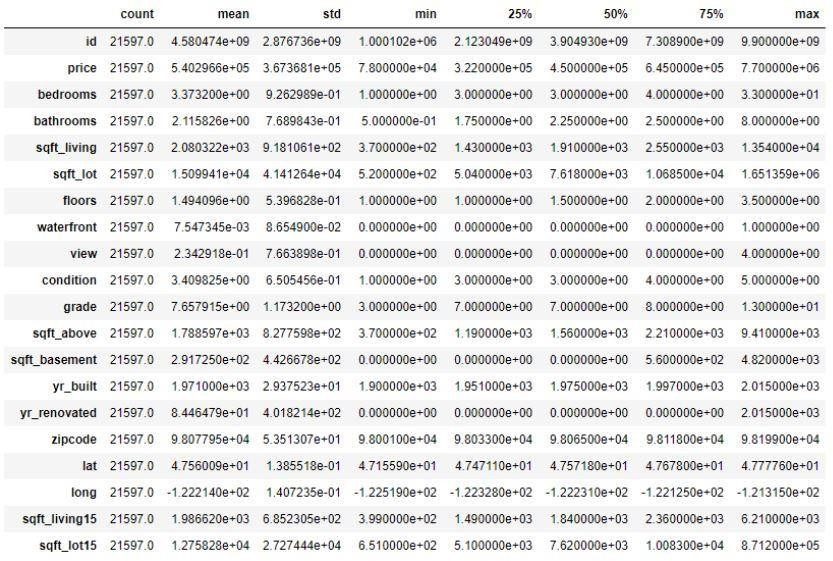 count mean std min 25% 50% 75% max
id 21597.0 4.580474e+09 2.876736e+09 1.000102e+06 2.123049e+09 3.904930e+09 7.308900e+09 9.900000e+09
price 21597.0 5.402966e+05 3.673681e+05 7.800000e+04 3.220000e+05 4.500000e+05 6.450000e+05 7.700000e+06
bedrooms 21597.0 3.373200e+00 9.262989e-01 1.000000e+00 3.000000e+00 3.000000e+00 4.000000e+00 3.300000e+01
bathrooms 21597.0 2.115826e+00 7.689843e-01 5.000000e-01 1.750000e+00 2.250000e+00 2.500000e+00 8.000000e+00
sqft_living 21597.0 2.080322e+03 9.181061e+02 3.700000e+02 1.430000e+03 1.910000e+03 2.550000e+03 1.354000e+04
sqft_lot 21597.0 1.509941e+04 4.141264e+04 5.200000e+02 5.040000e+03 7.618000e+03 1.068500e+04 1.651359e+06
floors 21597.0 1.494096e+00 5.396828e-01 1.000000e+00 1.000000e+00 1.500000e+00 2.000000e+00 3.500000e+00
waterfront 21597.0 7.547345e-03 8.654900e-02 0.000000e+00 0.000000e+00 0.000000e+00 0.000000e+00 1.000000e+00
view 21597.0 2.342918e-01 7.663898e-01 0.000000e+00 0.000000e+00 0.000000e+00 0.000000e+00 4.000000e+00
condition 21597.0 3.409825e+00 6.505456e-01 1.000000e+00 3.000000e+00 3.000000e+00 4.000000e+00 5.000000e+00
grade 21597.0 7.657915e+00 1.173200e+00 3.000000e+00 7.000000e+00 7.000000e+00 8.000000e+00 1.300000e+01
sqft_above 21597.0 1.788597e+03 8.277598e+02 3.700000e+02 1.190000e+03 1.560000e+03 2.210000e+03 9.410000e+03
sqft_basement 21597.0 2.917250e+02 4.426678e+02 0.000000e+00 0.000000e+00 0.000000e+00 5.600000e+02 4.820000e+03
yr_built 21597.0 1.971000e+03 2.937523e+01 1.900000e+03 1.951000e+03 1.975000e+03 1.997000e+03 2.015000e+03
yr_renovated 21597.0 8.446479e+01 4.018214e+02 0.000000e+00 0.000000e+00 0.000000e+00 0.000000e+00 2.015000e+03
zipcode 21597.0 9.807795e+04 5.351307e+01 9.800100e+04 9.803300e+04 9.806500e+04 9.811800e+04 9.819900e+04
lat 21597.0 4.756009e+01 1.385518e-01 4.715590e+01 4.747110e+01 4.757180e+01 4.767800e+01 4.777760e+01
long 21597.0 -1.222140e+02 1.407235e-01 -1.225190e+02 -1.223280e+02 -1.222310e+02 -1.221250e+02 -1.213150e+02
sqft_living15 21597.0 1.986620e+03 6.852305e+02 3.990000e+02 1.490000e+03 1.840000e+03 2.360000e+03 6.210000e+03
sqft_lot15 21597.0 1.275828e+04 2.727444e+04 6.510000e+02 5.100000e+03 7.620000e+03 1.008300e+04 8.712000e+05